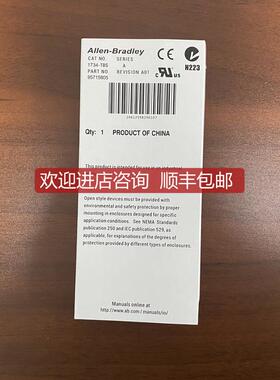 Allen-Bradley
CAT NO. SERIES
1734-TBS A
PART NO. REVISION A01
95715805
CE
N223
c UL us
Qty: 1 PRODUCT OF CHINA
欢迎进店咨询 顺丰包邮
Open style devices must be provided with
environmental and safety protection by proper
mounting in enclosures designed for specific
application conditions. See NEMA Standards
publication 250 and IEC publication 529, as
applicable, for explanations of the degrees of
protection provided by different types of enclosures.
Manuals online at
http://www.ab.com/manuals/io/